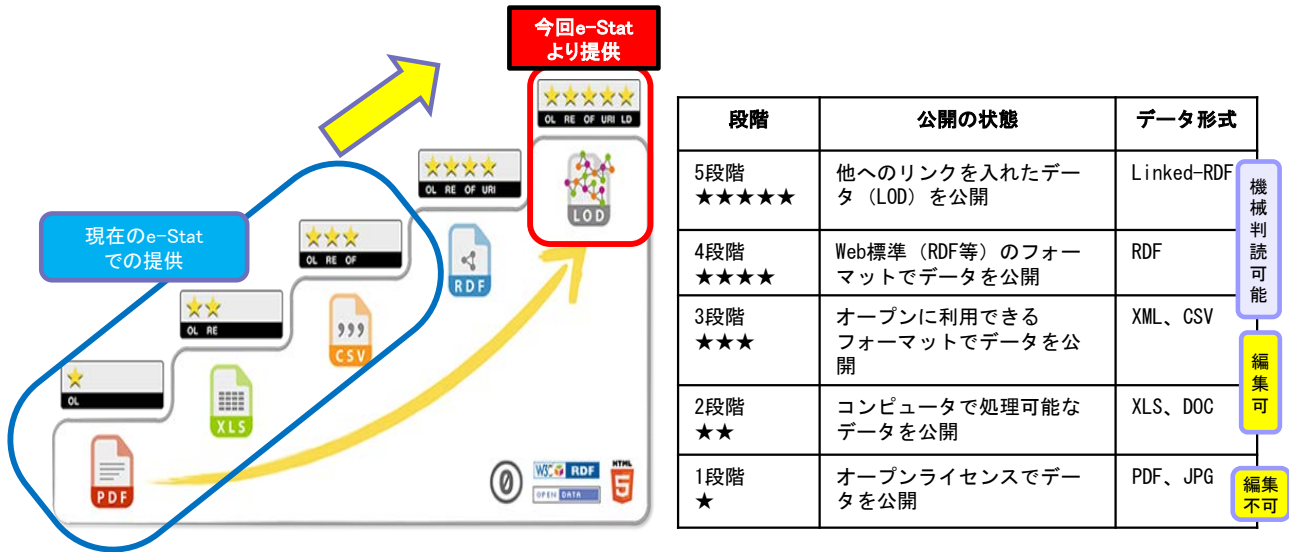 今回e-Stat
より提供
★★★★★
OL RE OF URI LD
LOD
★★★★
OL RE OF URI
RDF
現在のe-Stat
での提供
★★★
OL RE OF
CSV
★★
OL RE
XLS
★
OL
PDF
0
W3C RDF
OPEN DATA
HTML
5
段階 公開の状態 データ形式
5段階
★★★★★
他へのリンクを入れたデー
タ（LOD）を公開
Linked-RDF
4段階
★★★★
Web標準（RDF等）のフォー
マットでデータを公開
RDF
3段階
★★★
オープンに利用できる
フォーマットでデータを公
開
XML、CSV
2段階
★★
コンピュータで処理可能な
データを公開
XLS、DOC
1段階
★
オープンライセンスでデー
タを公開
PDF、JPG
機械判読可能
編集可
編集
不可